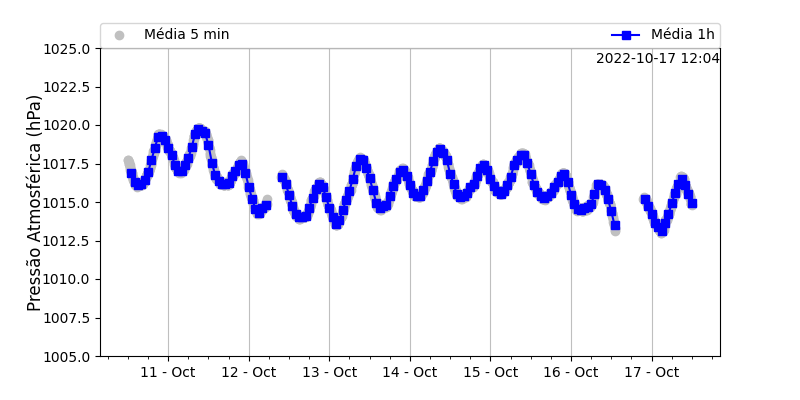 Média 5 min
Média 1h
2022-10-17 12:04
Pressão Atmosférica (hPa)
1025.0
1022.5
1020.0
1017.5
1015.0
1012.5
1010.0
1007.5
1005.0
11 - Oct
12 - Oct
13 - Oct
14 - Oct
15 - Oct
16 - Oct
17 - Oct